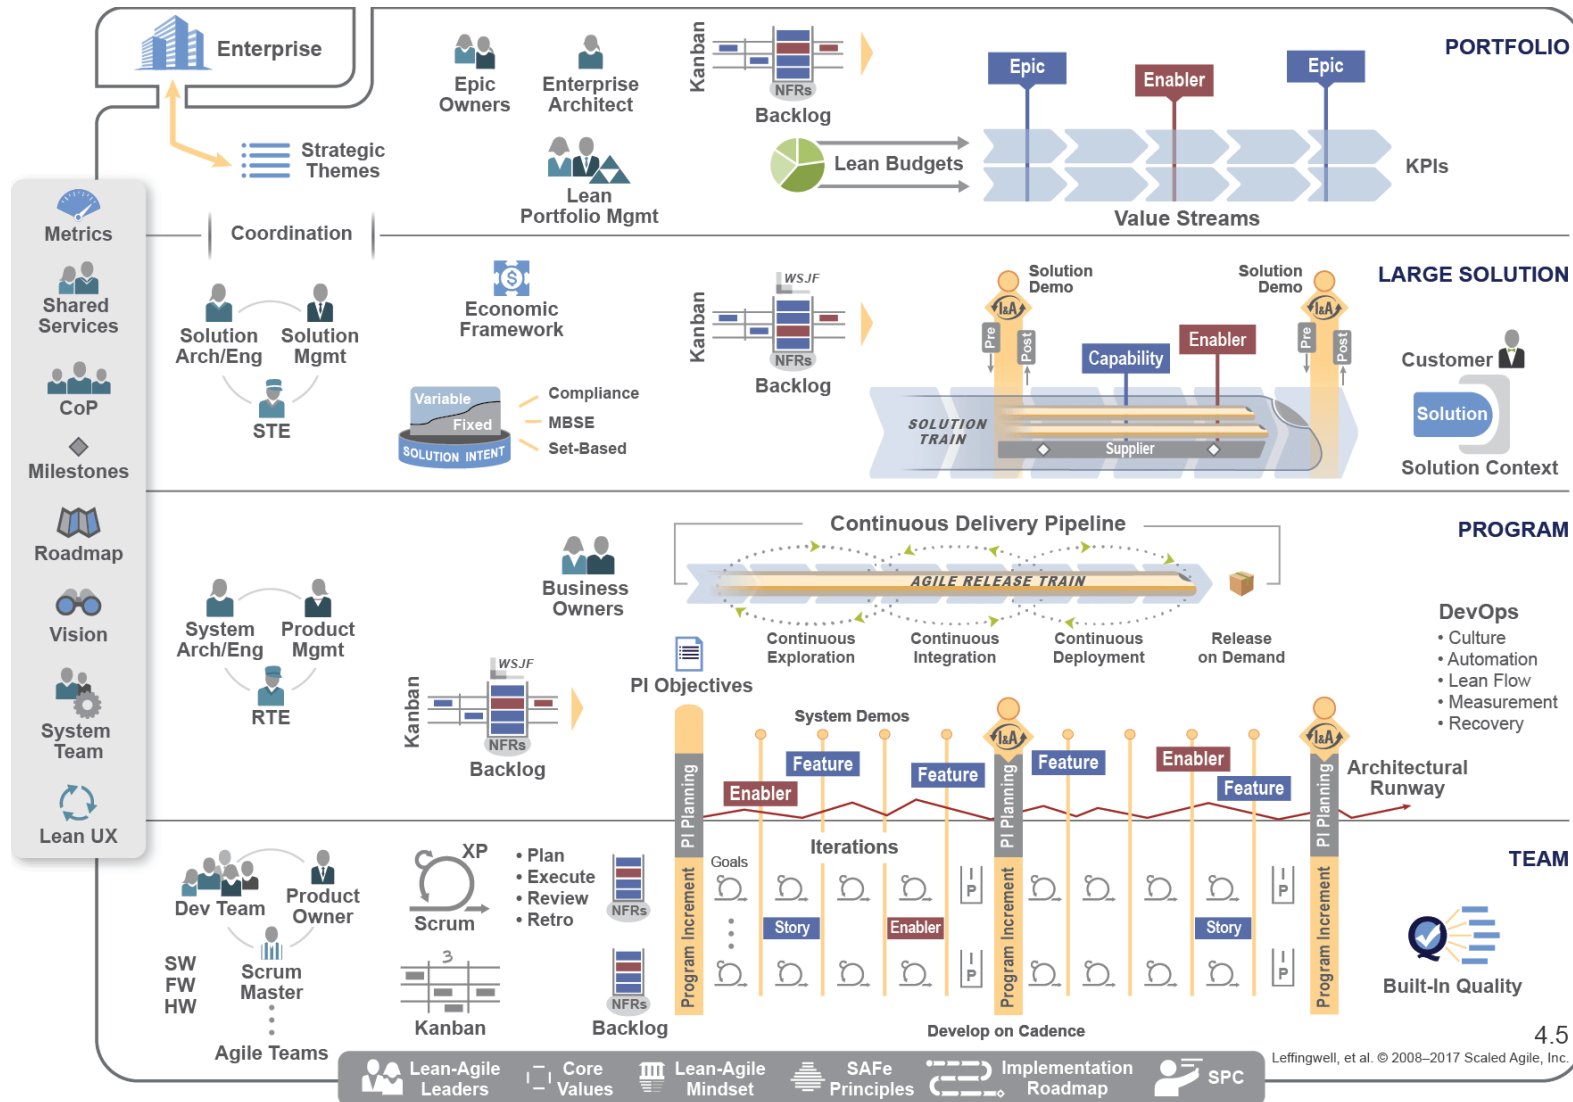 Enterprise
Strategic
Themes
Epic
Owners
Enterprise
Architect
Lean
Portfolio Mgmt
Kanban
NFRs
Backlog
Lean Budgets
Epic
Enabler
Epic
KPIs
Value Streams
PORTFOLIO
Metrics
Shared
Services
CoP
Milestones
Roadmap
Vision
System
Team
Lean UX
Coordination
Solution
Arch/Eng
Solution
Mgmt
STE
Economic
Framework
Variable
Fixed
SOLUTION INTENT
Compliance
MBSE
Set-Based
Kanban
WSJF
NFRs
Backlog
Solution
Demo
I&A
Pre
Post
Capability
Enabler
Solution
Demo
I&A
Pre
Post
SOLUTION
TRAIN
Supplier
LARGE SOLUTION
Customer
Solution
Solution Context
PROGRAM
System
Arch/Eng
Product
Mgmt
RTE
Business
Owners
Kanban
WSJF
NFRs
Backlog
Continuous Delivery Pipeline
AGILE RELEASE TRAIN
Continuous
Exploration
Continuous
Integration
Continuous
Deployment
Release
on Demand
DevOps
• Culture
• Automation
• Lean Flow
• Measurement
• Recovery
PI Objectives
System Demos
I&A
I&A
PI Planning
Enabler
Feature
Feature
PI Planning
Feature
Enabler
Feature
PI Planning
Architectural
Runway
TEAM
Dev Team
Product
Owner
Scrum
Master
SW
FW
HW
Agile Teams
XP
Scrum
• Plan
• Execute
• Review
• Retro
3
Kanban
NFRs
NFRs
Backlog
Program Increment
Goals
Iterations
Story
Enabler
I
P
I
P
Program Increment
Story
I
P
I
P
Program Increment
Develop on Cadence
Q
Built-In Quality
4.5
Leffingwell, et al. © 2008–2017 Scaled Agile, Inc.
Lean-Agile
Leaders
Core
Values
Lean-Agile
Mindset
SAFe
Principles
Implementation
Roadmap
SPC